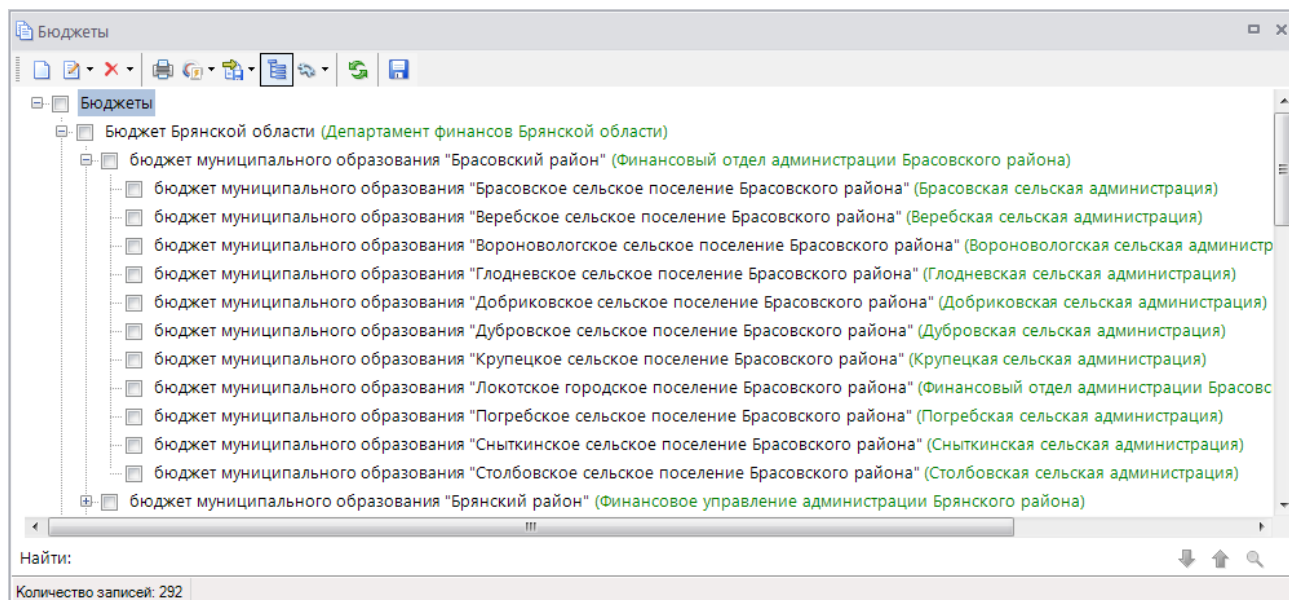 Бюджеты
Бюджеты
Бюджет Брянской области (Департамент финансов Брянской области)
бюджет муниципального образования "Брасовский район" (Финансовый отдел администрации Брасовского района)
бюджет муниципального образования "Брасовское сельское поселение Брасовского района" (Брасовская сельская администрация)
бюджет муниципального образования "Веребское сельское поселение Брасовского района" (Веребская сельская администрация)
бюджет муниципального образования "Вороновологское сельское поселение Брасовского района" (Вороновологская сельская администр
бюджет муниципального образования "Глодневское сельское поселение Брасовского района" (Глодневская сельская администрация)
бюджет муниципального образования "Добриковское сельское поселение Брасовского района" (Добриковская сельская администрация)
бюджет муниципального образования "Дубровское сельское поселение Брасовского района" (Дубровская сельская администрация)
бюджет муниципального образования "Крупецкое сельское поселение Брасовского района" (Крупецкая сельская администрация)
бюджет муниципального образования "Локотское городское поселение Брасовского района" (Финансовый отдел администрации Брасовс
бюджет муниципального образования "Погребское сельское поселение Брасовского района" (Погребская сельская администрация)
бюджет муниципального образования "Сныткинское сельское поселение Брасовского района" (Сныткинская сельская администрация)
бюджет муниципального образования "Столбовское сельское поселение Брасовского района" (Столбовская сельская администрация)
бюджет муниципального образования "Брянский район" (Финансовое управление администрации Брянского района)
Найти:
Количество записей: 292